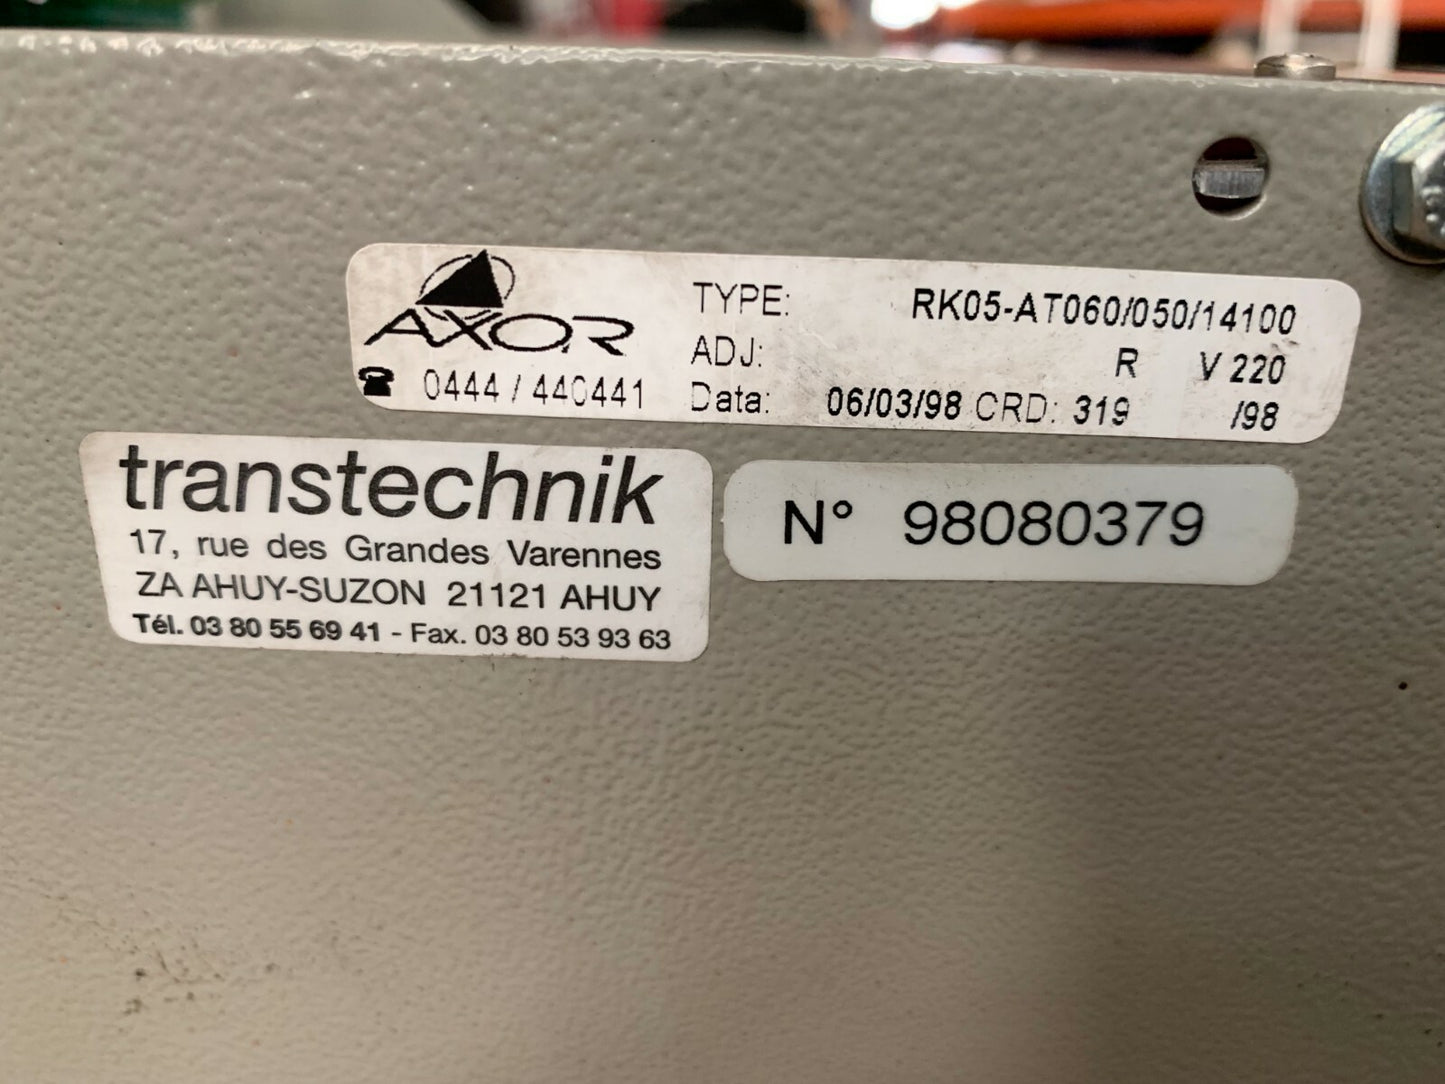 AXOR
TYPE: RK05-AT060/050/14100
ADJ: R V 220
0444 / 440441 Data: 06/03/98 CRD: 319 /98
transtechnik
17, rue des Grandes Varennes
ZA AHUY-SUZON 21121 AHUY
Tél. 03 80 55 69 41 - Fax. 03 80 53 93 63
N° 98080379